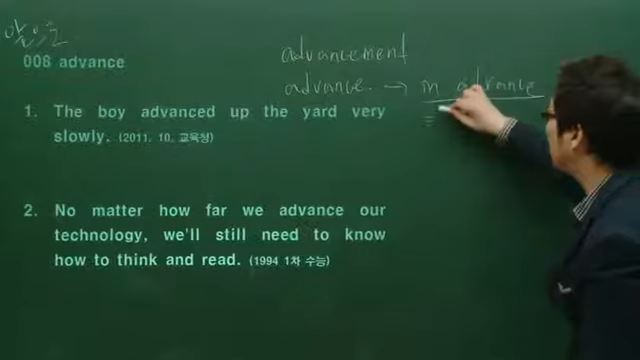 008 advance
advancement
advance → in advance
=
1. The boy advanced up the yard very
slowly. (2011. 10. 교육청)
2. No matter how far we advance our
technology, we'll still need to know
how to think and read. (1994 1차 수능)